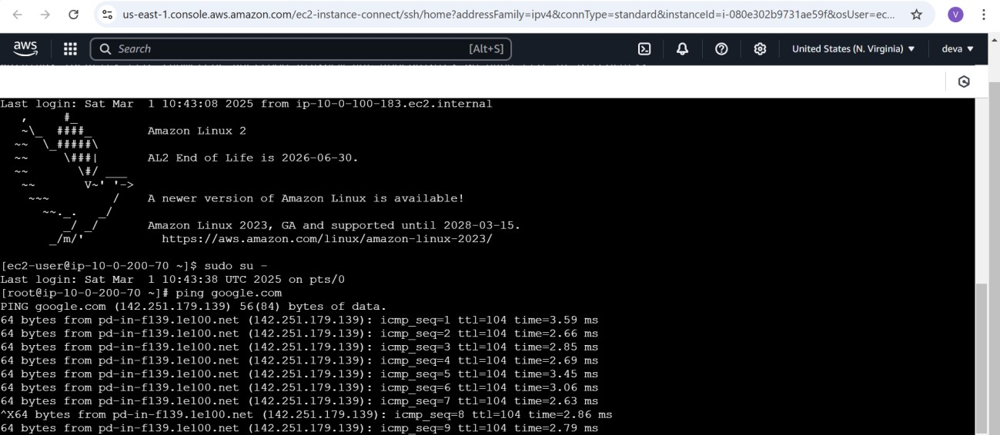 us-east-1.console.aws.amazon.com/ec2-instance-connect/ssh/home?addressFamily=ipv4&connType=standard&instanceId=i-080e302b9731ae59f&osUser=ec...
V
aws
Search
[Alt+S]
United States (N. Virginia)
deva
Last login: Sat Mar  1 10:43:08 2025 from ip-10-0-100-183.ec2.internal
   ,      #_
   ~\_  ####_        Amazon Linux 2
  ~~  \_#####\
  ~~     \###|       AL2 End of Life is 2026-06-30.
  ~~       \#/ ___
   ~~       V~' '->
    ~~~         /    A newer version of Amazon Linux is available!
      ~~._.   _/
         _/ _/       Amazon Linux 2023, GA and supported until 2028-03-15.
       _/m/'           https://aws.amazon.com/linux/amazon-linux-2023/
[ec2-user@ip-10-0-200-70 ~]$ sudo su -
Last login: Sat Mar  1 10:43:38 UTC 2025 on pts/0
[root@ip-10-0-200-70 ~]# ping google.com
PING google.com (142.251.179.139) 56(84) bytes of data.
64 bytes from pd-in-f139.1e100.net (142.251.179.139): icmp_seq=1 ttl=104 time=3.59 ms
64 bytes from pd-in-f139.1e100.net (142.251.179.139): icmp_seq=2 ttl=104 time=2.66 ms
64 bytes from pd-in-f139.1e100.net (142.251.179.139): icmp_seq=3 ttl=104 time=2.85 ms
64 bytes from pd-in-f139.1e100.net (142.251.179.139): icmp_seq=4 ttl=104 time=2.69 ms
64 bytes from pd-in-f139.1e100.net (142.251.179.139): icmp_seq=5 ttl=104 time=3.45 ms
64 bytes from pd-in-f139.1e100.net (142.251.179.139): icmp_seq=6 ttl=104 time=3.06 ms
64 bytes from pd-in-f139.1e100.net (142.251.179.139): icmp_seq=7 ttl=104 time=2.63 ms
^X64 bytes from pd-in-f139.1e100.net (142.251.179.139): icmp_seq=8 ttl=104 time=2.86 ms
64 bytes from pd-in-f139.1e100.net (142.251.179.139): icmp_seq=9 ttl=104 time=2.79 ms